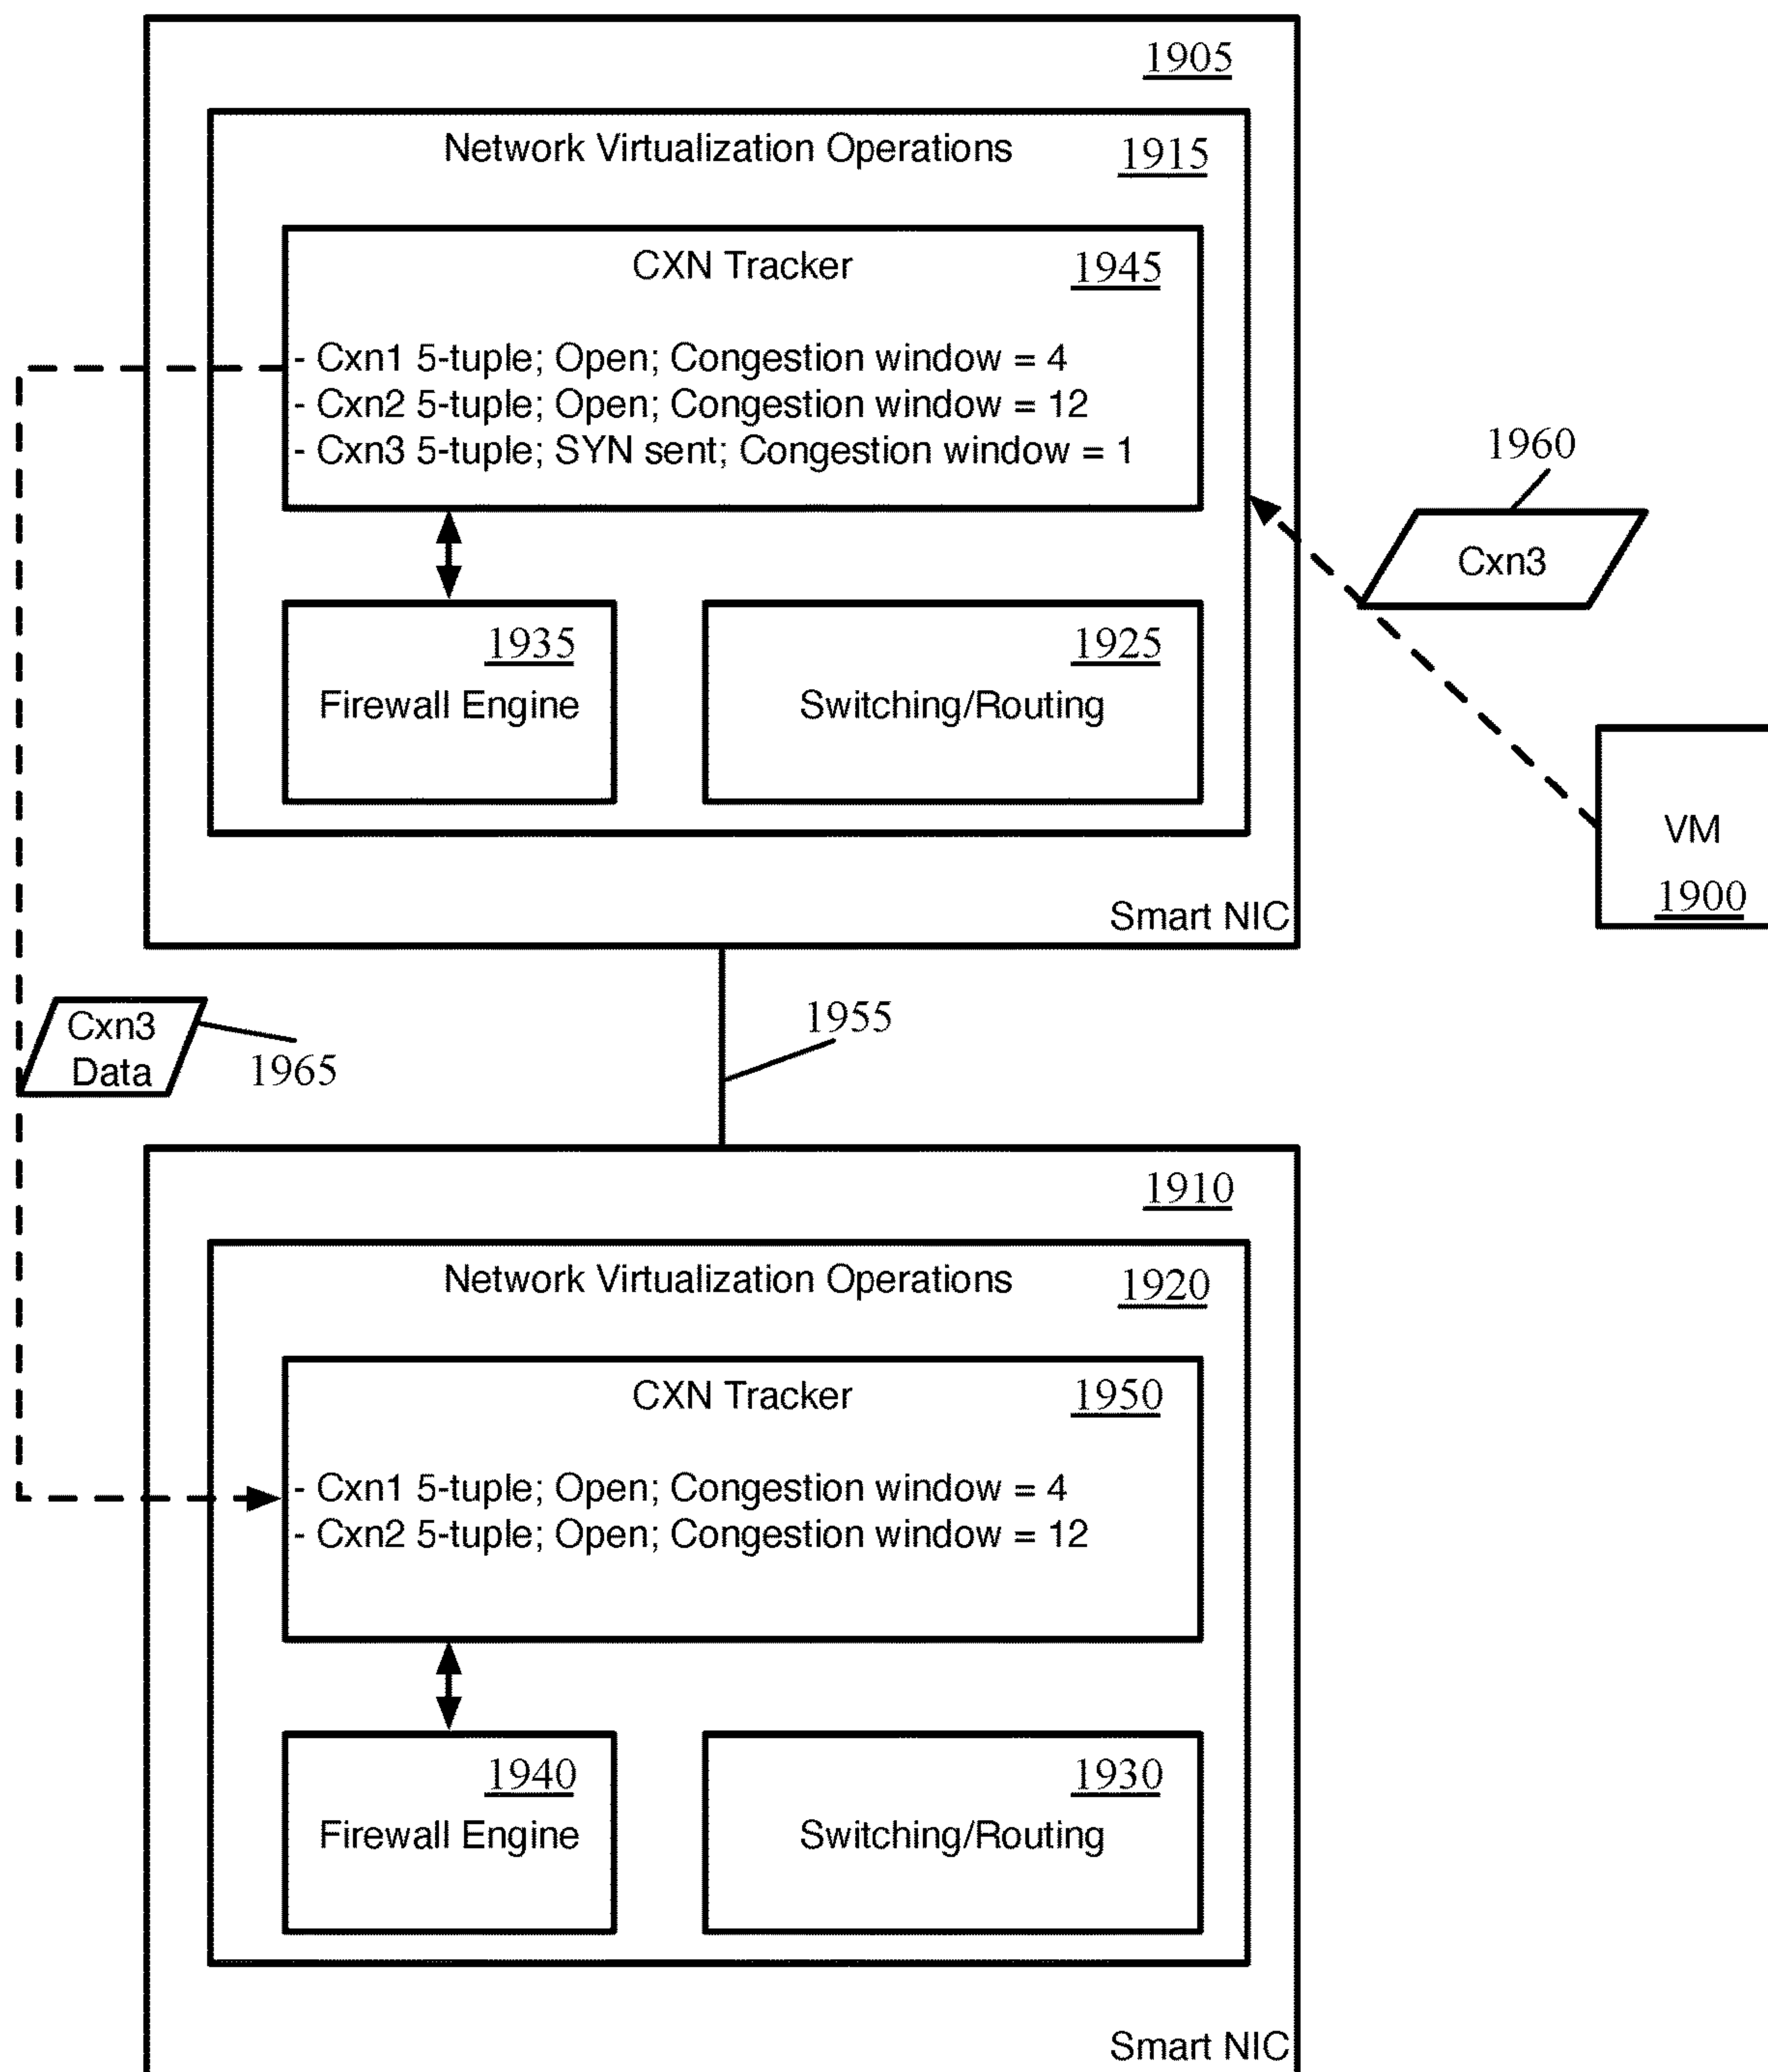 1905
Network Virtualization Operations
1915
CXN Tracker
1945
- Cxn1 5-tuple; Open; Congestion window = 4
- Cxn2 5-tuple; Open; Congestion window = 12
- Cxn3 5-tuple; SYN sent; Congestion window = 1
1960
Cxn3
1935
Firewall Engine
1925
Switching/Routing
VM
1900
Smart NIC
Cxn3
Data
1965
1955
1910
Network Virtualization Operations
1920
CXN Tracker
1950
- Cxn1 5-tuple; Open; Congestion window = 4
- Cxn2 5-tuple; Open; Congestion window = 12
1940
Firewall Engine
1930
Switching/Routing
Smart NIC